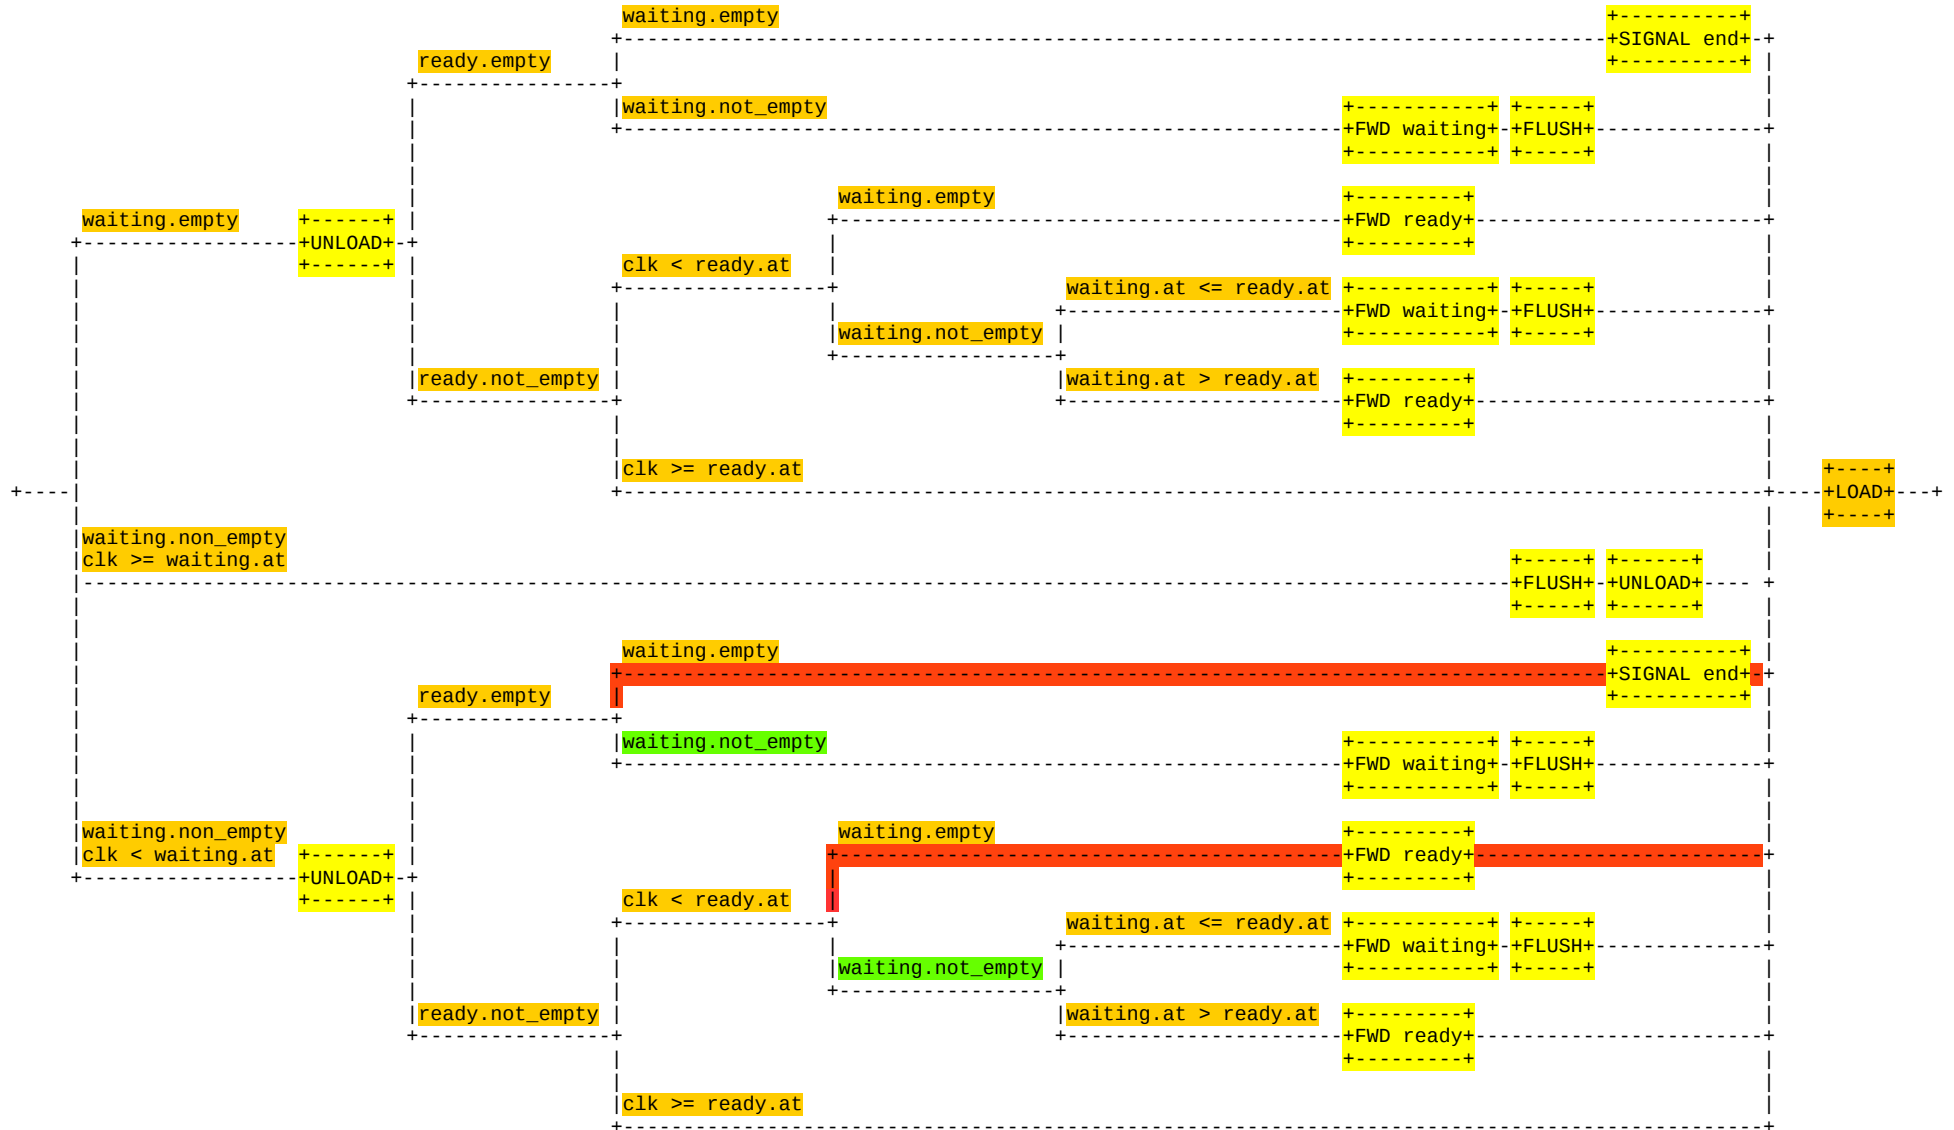 waiting.empty
SIGNAL end
ready.empty
waiting.not_empty
FWD waiting FLUSH
waiting.empty
waiting.empty
FWD ready
UNLOAD
clk < ready.at
waiting.at <= ready.at
FWD waiting FLUSH
waiting.not_empty
ready.not_empty
waiting.at > ready.at
FWD ready
clk >= ready.at
LOAD
waiting.non_empty
clk >= waiting.at
FLUSH UNLOAD
waiting.empty
SIGNAL end
ready.empty
waiting.not_empty
FWD waiting FLUSH
waiting.non_empty
waiting.empty
clk < waiting.at
FWD ready
UNLOAD
clk < ready.at
waiting.at <= ready.at
FWD waiting FLUSH
waiting.not_empty
ready.not_empty
waiting.at > ready.at
FWD ready
clk >= ready.at